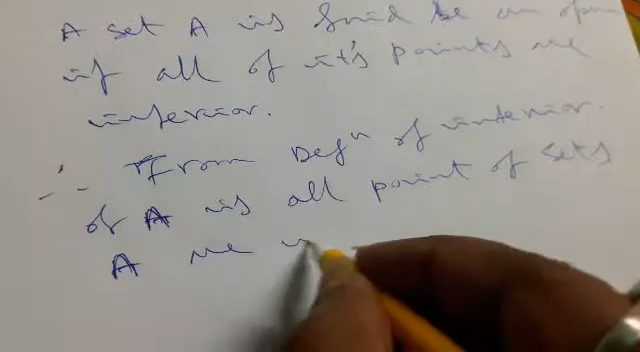 A set A is said be an open
if all of it's points are
interior.
∴ From Defⁿ of interior.
of A is all point of sets
A are